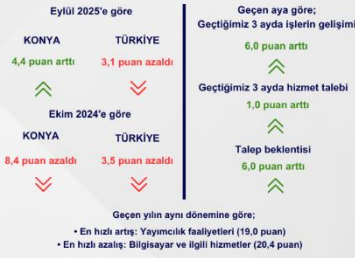 Eylül 2025'e göre
KONYA TÜRKİYE
4,4 puan arttı 3,1 puan azaldı
Ekim 2024'e göre
KONYA TÜRKİYE
8,4 puan azaldı 3,5 puan azaldı
Geçen aya göre;
Geçtiğimiz 3 ayda işlerin gelişimi
6,0 puan arttı
Geçtiğimiz 3 ayda hizmet talebi
1,0 puan arttı
Talep beklentisi
6,0 puan arttı
Geçen yılın aynı dönemine göre;
• En hızlı artış: Yayımcılık faaliyetleri (19,0 puan)
• En hızlı azalış: Bilgisayar ve ilgili hizmetler (20,4 puan)